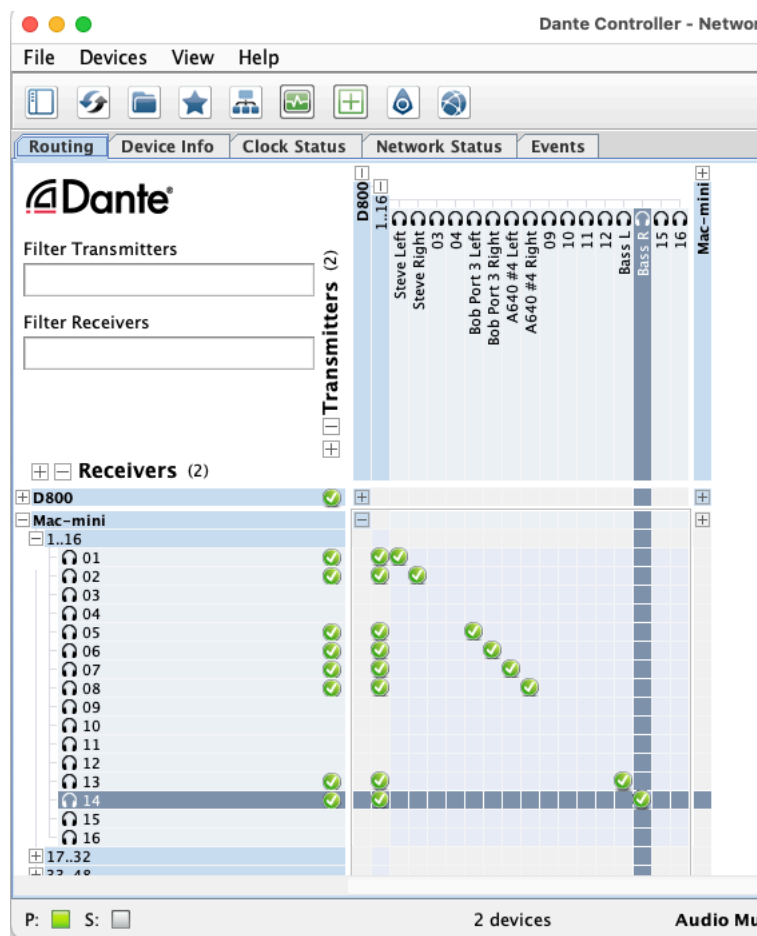 Dante Controller - Networ
File Devices View Help
Routing Device Info Clock Status Network Status Events
Dante®
Filter Transmitters
Filter Receivers
Transmitters (2)
D800
1..16
Steve Left
Steve Right
03
04
Bob Port 3 Left
Bob Port 3 Right
A640 #4 Left
A640 #4 Right
09
10
11
12
Bass L
Bass R
15
16
Mac-mini
Receivers (2)
D800
Mac-mini
1..16
01
02
03
04
05
06
07
08
09
10
11
12
13
14
15
16
17..32
33..48
P: S: 2 devices Audio Mu